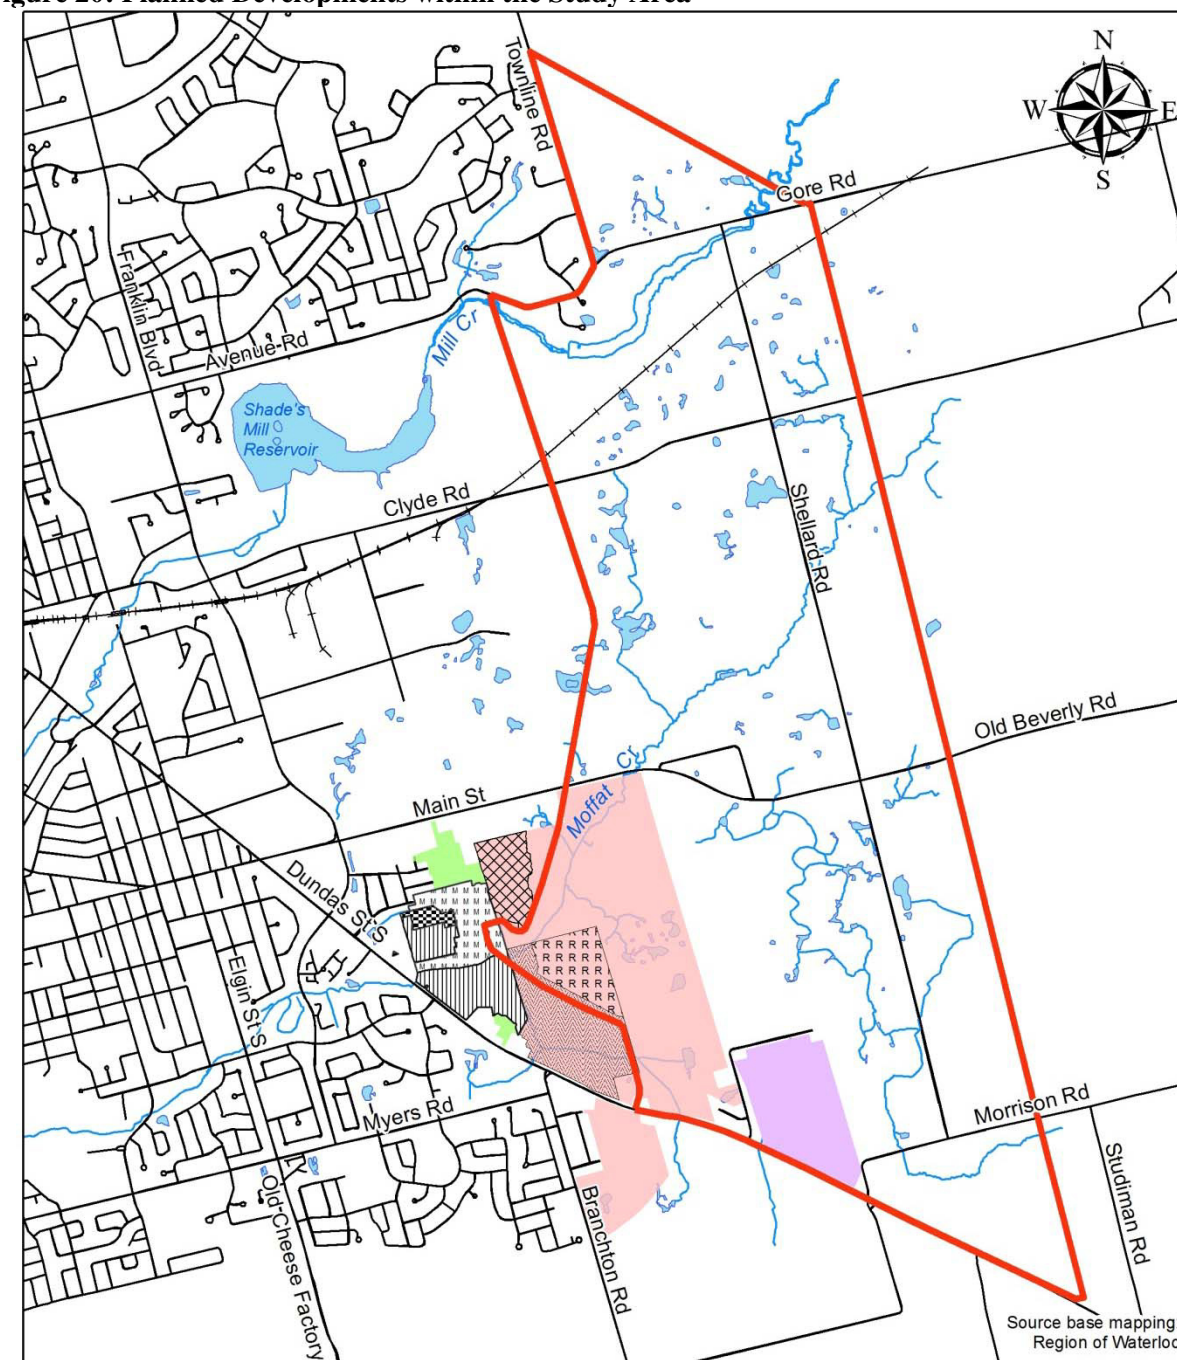 Figure 20: Planned Developments within the Study Area
N
W E
S
Townline Rd
Gore Rd
Franklin Blvd
Avenue Rd
Mill Cr
Shade's
Mill
Reservoir
Clyde Rd
Shellard Rd
Old Beverly Rd
Main St
Moffat Cr
Dundas St S
Elgin St S
Myers Rd
Morrison Rd
Studiman Rd
Old Cheese Factory
Branchton Rd
Source base mapping:
Region of Waterloo